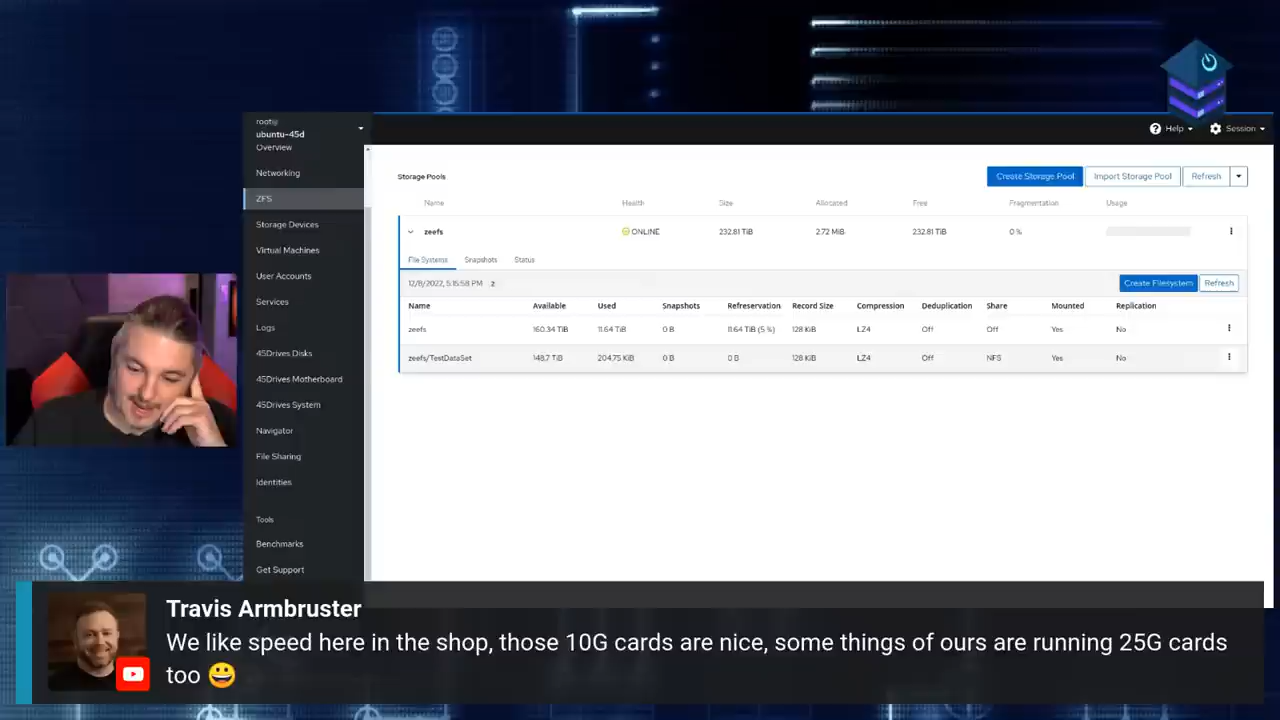 root@
ubuntu-45d
Help
Session
Overview
Networking
ZFS
Storage Devices
Virtual Machines
User Accounts
Services
Logs
45Drives Disks
45Drives Motherboard
45Drives System
Navigator
File Sharing
Identities
Tools
Benchmarks
Get Support
Storage Pools
Create Storage Pool Import Storage Pool Refresh
Name Health Size Allocated Free Fragmentation Usage
zeefs ONLINE 232.81 TiB 2.72 MiB 232.81 TiB 0 %
File Systems Snapshots Status
12/8/2022, 5:15:58 PM 2 Create Filesystem Refresh
Name Available Used Snapshots Refreservation Record Size Compression Deduplication Share Mounted Replication
zeefs 160.34 TiB 11.64 TiB 0 B 11.64 TiB (5 %) 128 KiB LZ4 Off Off Yes No
zeefs/TestDataSet 148.7 TiB 204.75 KiB 0 B 0 B 128 KiB LZ4 Off NFS Yes No
Travis Armbruster
We like speed here in the shop, those 10G cards are nice, some things of ours are running 25G cards
too 😀